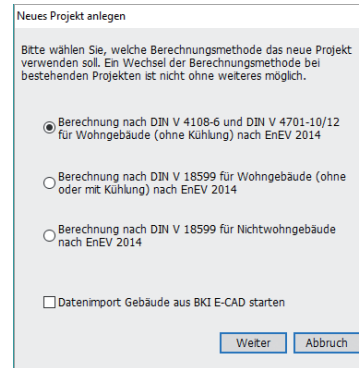 Neues Projekt anlegen
Bitte wählen Sie, welche Berechnungsmethode das neue Projekt
verwenden soll. Ein Wechsel der Berechnungsmethode bei
bestehenden Projekten ist nicht ohne weiteres möglich.
Berechnung nach DIN V 4108-6 und DIN V 4701-10/12
für Wohngebäude (ohne Kühlung) nach EnEV 2014
Berechnung nach DIN V 18599 für Wohngebäude (ohne
oder mit Kühlung) nach EnEV 2014
Berechnung nach DIN V 18599 für Nichtwohngebäude
nach EnEV 2014
Datenimport Gebäude aus BKI E-CAD starten
Weiter Abbruch